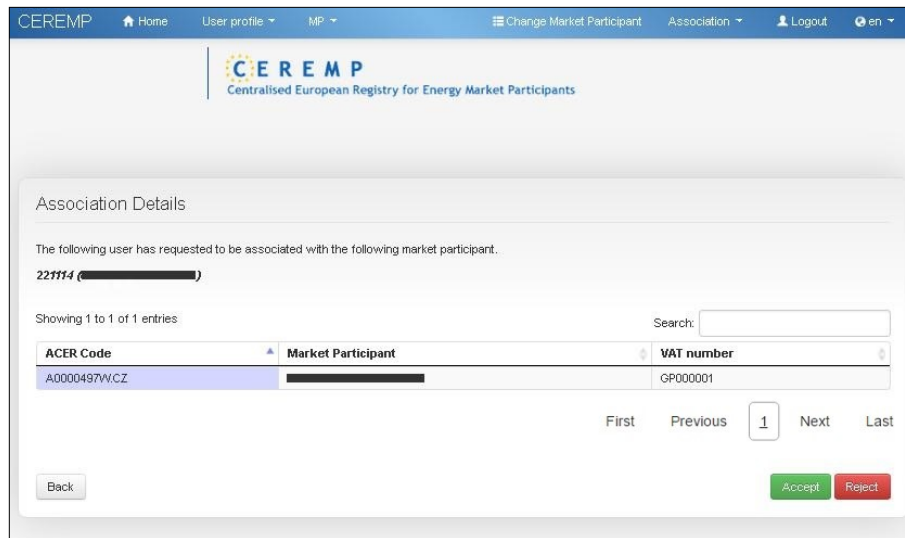 CEREMP Home User profile MP Change Market Participant Association Logout en
CEREMP
Centralised European Registry for Energy Market Participants
Association Details
The following user has requested to be associated with the following market participant.
221114 ( )
Showing 1 to 1 of 1 entries Search:
ACER Code Market Participant VAT number
A0000497W.CZ GP000001
First Previous 1 Next Last
Back Accept Reject